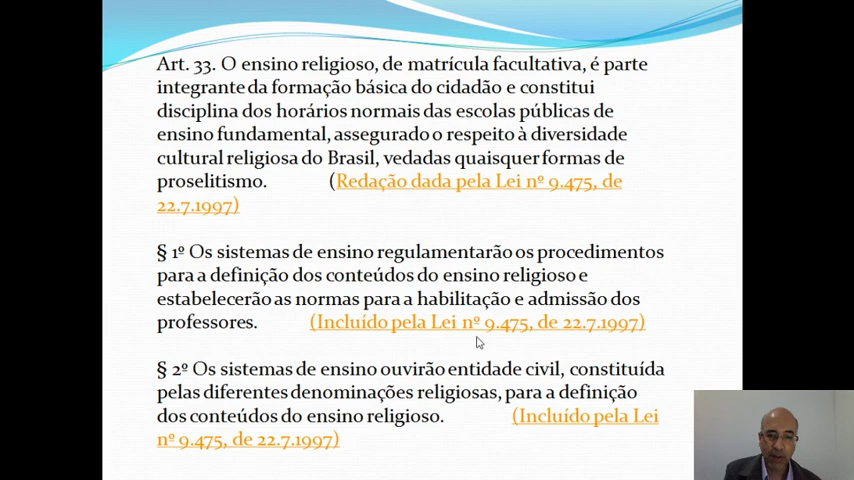 Art. 33. O ensino religioso, de matrícula facultativa, é parte
integrante da formação básica do cidadão e constitui
disciplina dos horários normais das escolas públicas de
ensino fundamental, assegurado o respeito à diversidade
cultural religiosa do Brasil, vedadas quaisquer formas de
proselitismo. (Redação dada pela Lei nº 9.475, de
22.7.1997)
§ 1º Os sistemas de ensino regulamentarão os procedimentos
para a definição dos conteúdos do ensino religioso e
estabelecerão as normas para a habilitação e admissão dos
professores. (Incluído pela Lei nº 9.475, de 22.7.1997)
§ 2º Os sistemas de ensino ouvirão entidade civil, constituída
pelas diferentes denominações religiosas, para a definição
dos conteúdos do ensino religioso. (Incluído pela Lei
nº 9.475, de 22.7.1997)